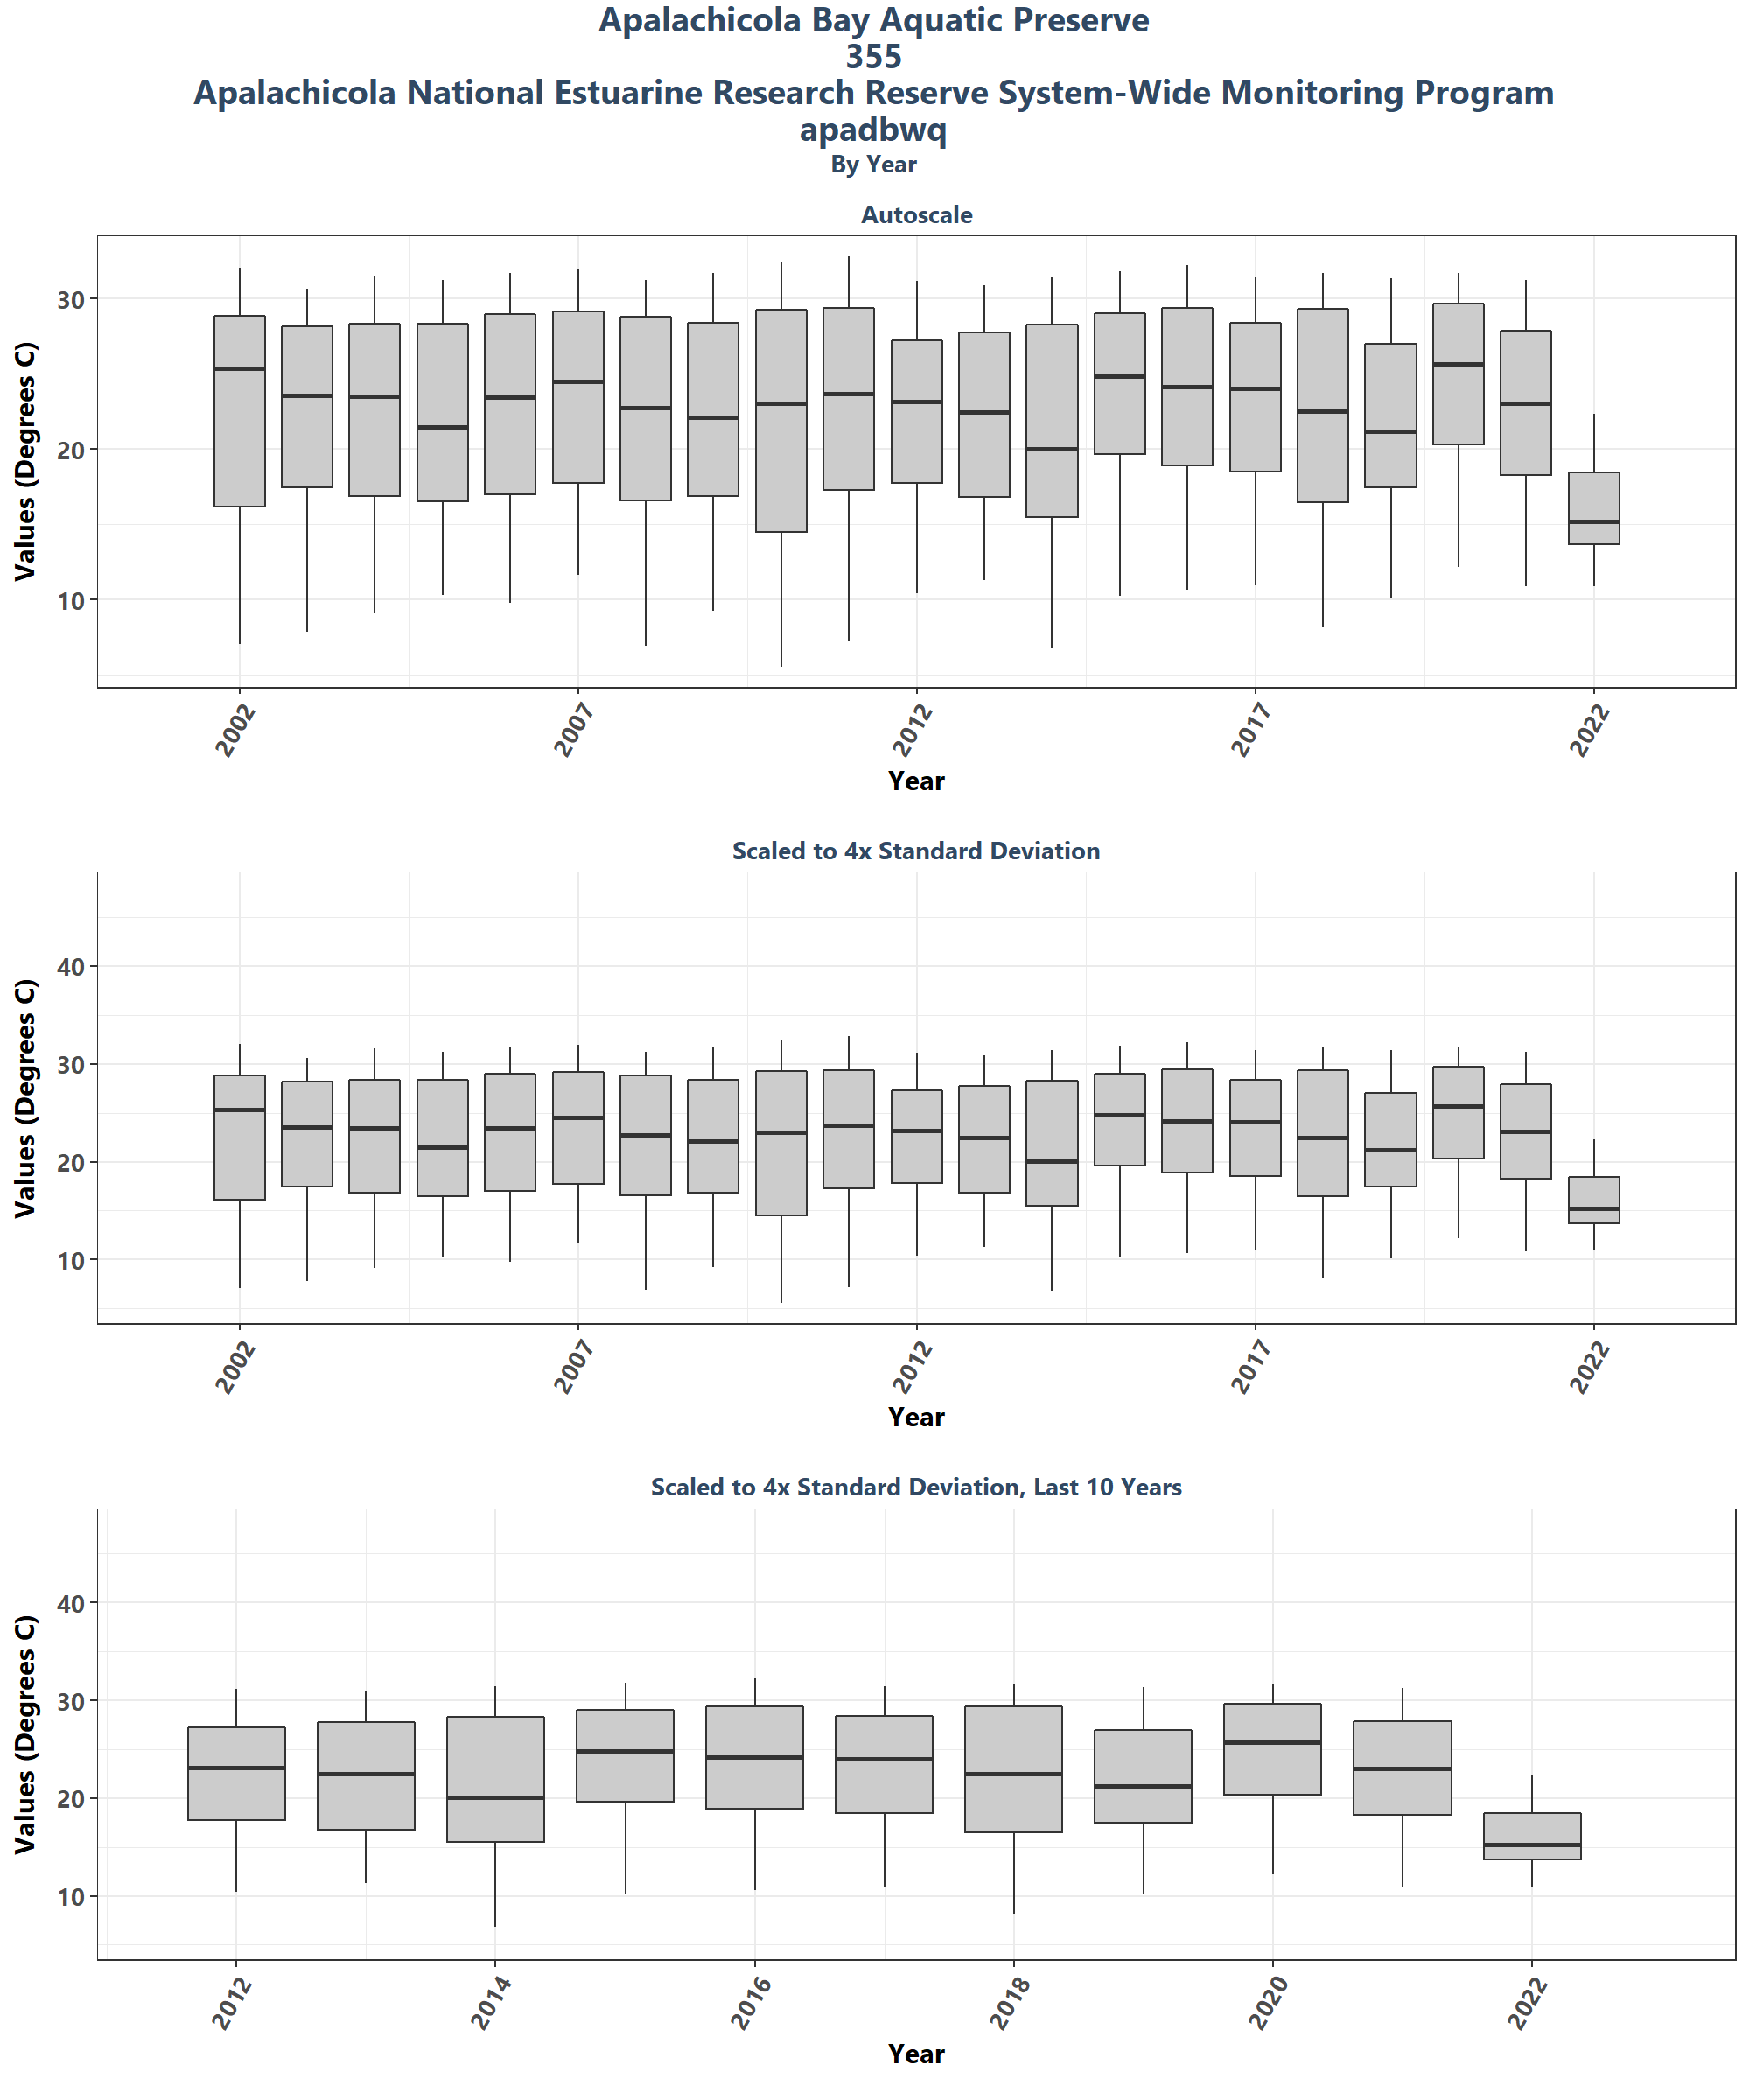 Apalachicola Bay Aquatic Preserve
355
Apalachicola National Estuarine Research Reserve System-Wide Monitoring Program
apadbwq
By Year
Autoscale
Values (Degrees C)
30
20
10
2002
2007
2012
2017
2022
Year
Scaled to 4x Standard Deviation
Values (Degrees C)
40
30
20
10
2002
2007
2012
2017
2022
Year
Scaled to 4x Standard Deviation, Last 10 Years
Values (Degrees C)
40
30
20
10
2012
2014
2016
2018
2020
2022
Year